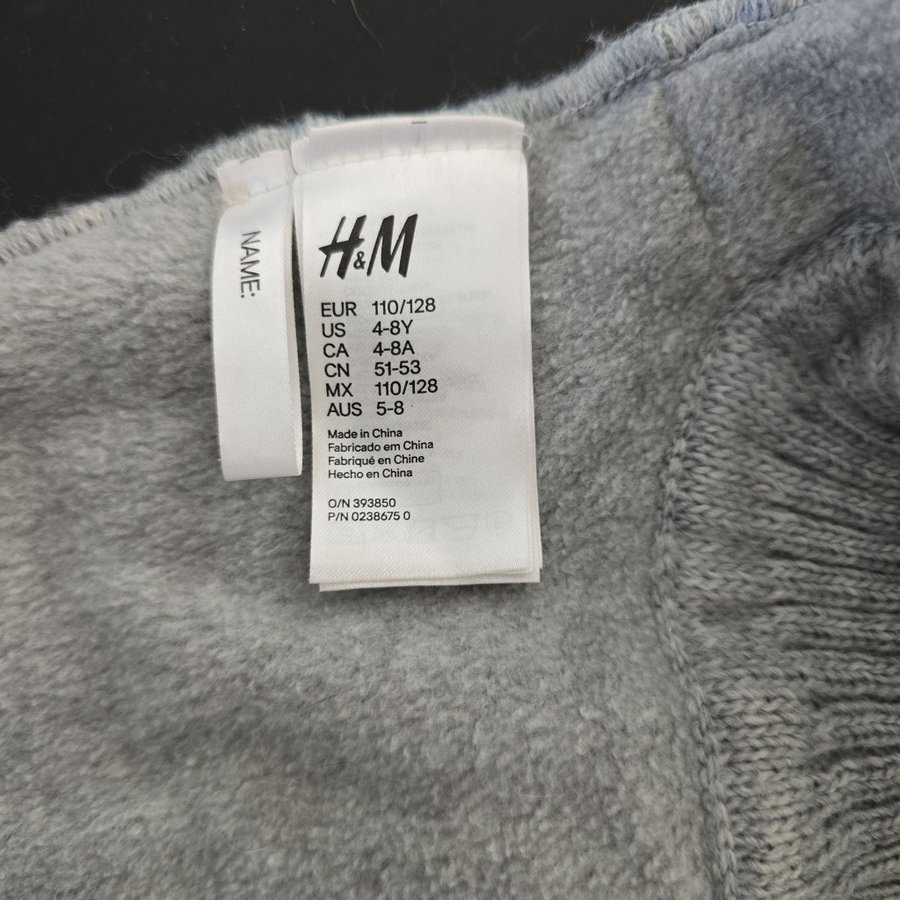 NAME:
H&M
EUR 110/128
US 4-8Y
CA 4-8A
CN 51-53
MX 110/128
AUS 5-8
Made in China
Fabricado em China
Fabriqué en Chine
Hecho en China
O/N 393850
P/N 0238675 0